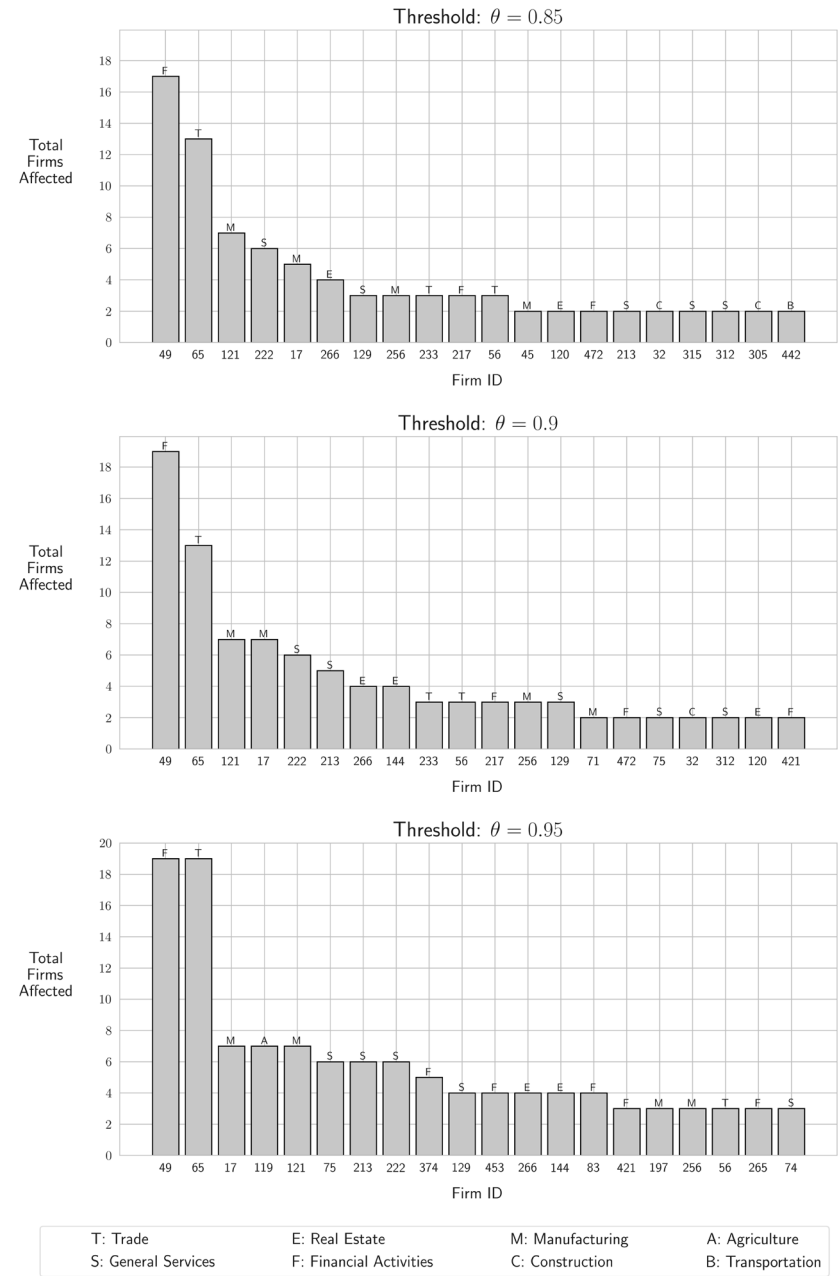 Threshold: θ = 0.85
18
16
14
12
10
8
6
4
2
0
Total
Firms
Affected
F T M S M E S M T F T M E F S C S S C B
49 65 121 222 17 266 129 256 233 217 56 45 120 472 213 32 315 312 305 442
Firm ID
Threshold: θ = 0.9
18
16
14
12
10
8
6
4
2
0
Total
Firms
Affected
F T M M S S E E T T F M S M F S C S E F
49 65 121 17 222 213 266 144 233 56 217 256 129 71 472 75 32 312 120 421
Firm ID
Threshold: θ = 0.95
20
18
16
14
12
10
8
6
4
2
0
Total
Firms
Affected
F T M A M S S S F S F E E F F M M T F S
49 65 17 119 121 75 213 222 374 129 453 266 144 83 421 197 256 56 265 74
Firm ID
T: Trade E: Real Estate M: Manufacturing A: Agriculture
S: General Services F: Financial Activities C: Construction B: Transportation